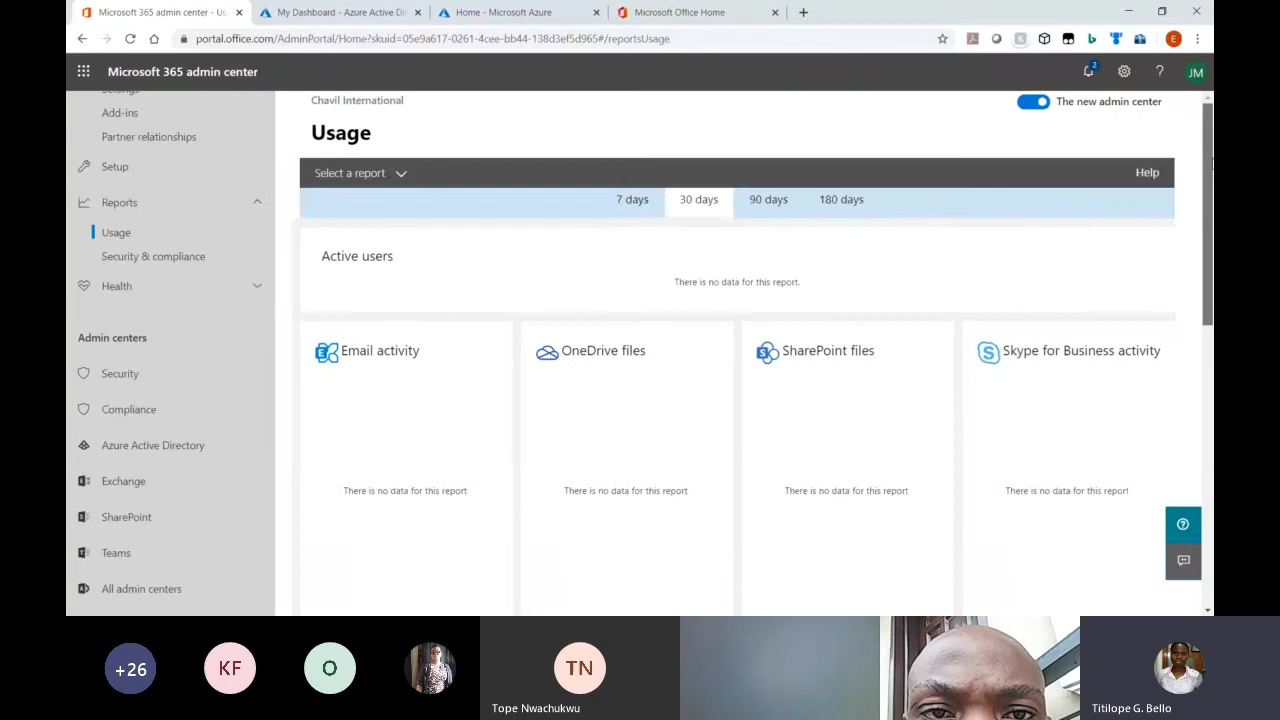 Microsoft 365 admin center - Us
My Dashboard - Azure Active Di
Home - Microsoft Azure
Microsoft Office Home
portal.office.com/AdminPortal/Home?skuid=05e9a617-0261-4cee-bb44-138d3ef5d965#/reportsUsage
E
Microsoft 365 admin center
2
JM
Settings
Add-ins
Partner relationships
Setup
Reports
Usage
Security & compliance
Health
Admin centers
Security
Compliance
Azure Active Directory
Exchange
SharePoint
Teams
All admin centers
Chavil International
The new admin center
Usage
Select a report
Help
7 days
30 days
90 days
180 days
Active users
There is no data for this report.
Email activity
OneDrive files
SharePoint files
Skype for Business activity
There is no data for this report
There is no data for this report
There is no data for this report
There is no data for this report
+26
KF
O
TN
Tope Nwachukwu
Titilope G. Bello